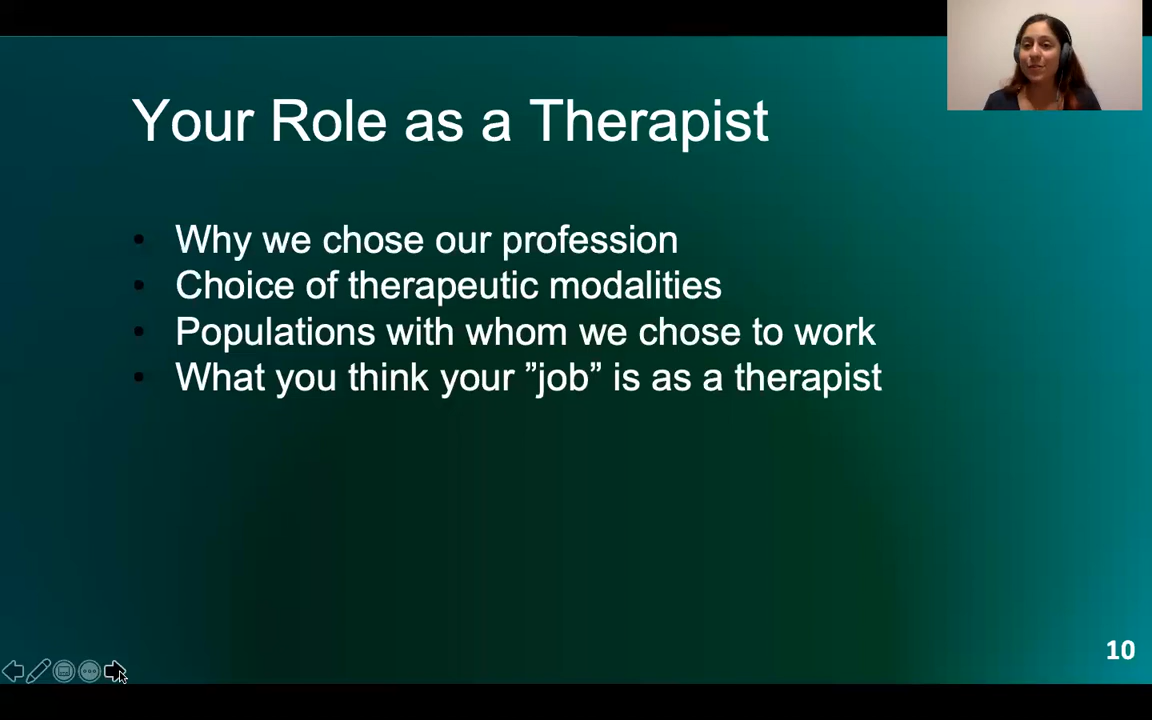 Your Role as a Therapist
• Why we chose our profession
• Choice of therapeutic modalities
• Populations with whom we chose to work
• What you think your ”job” is as a therapist
10